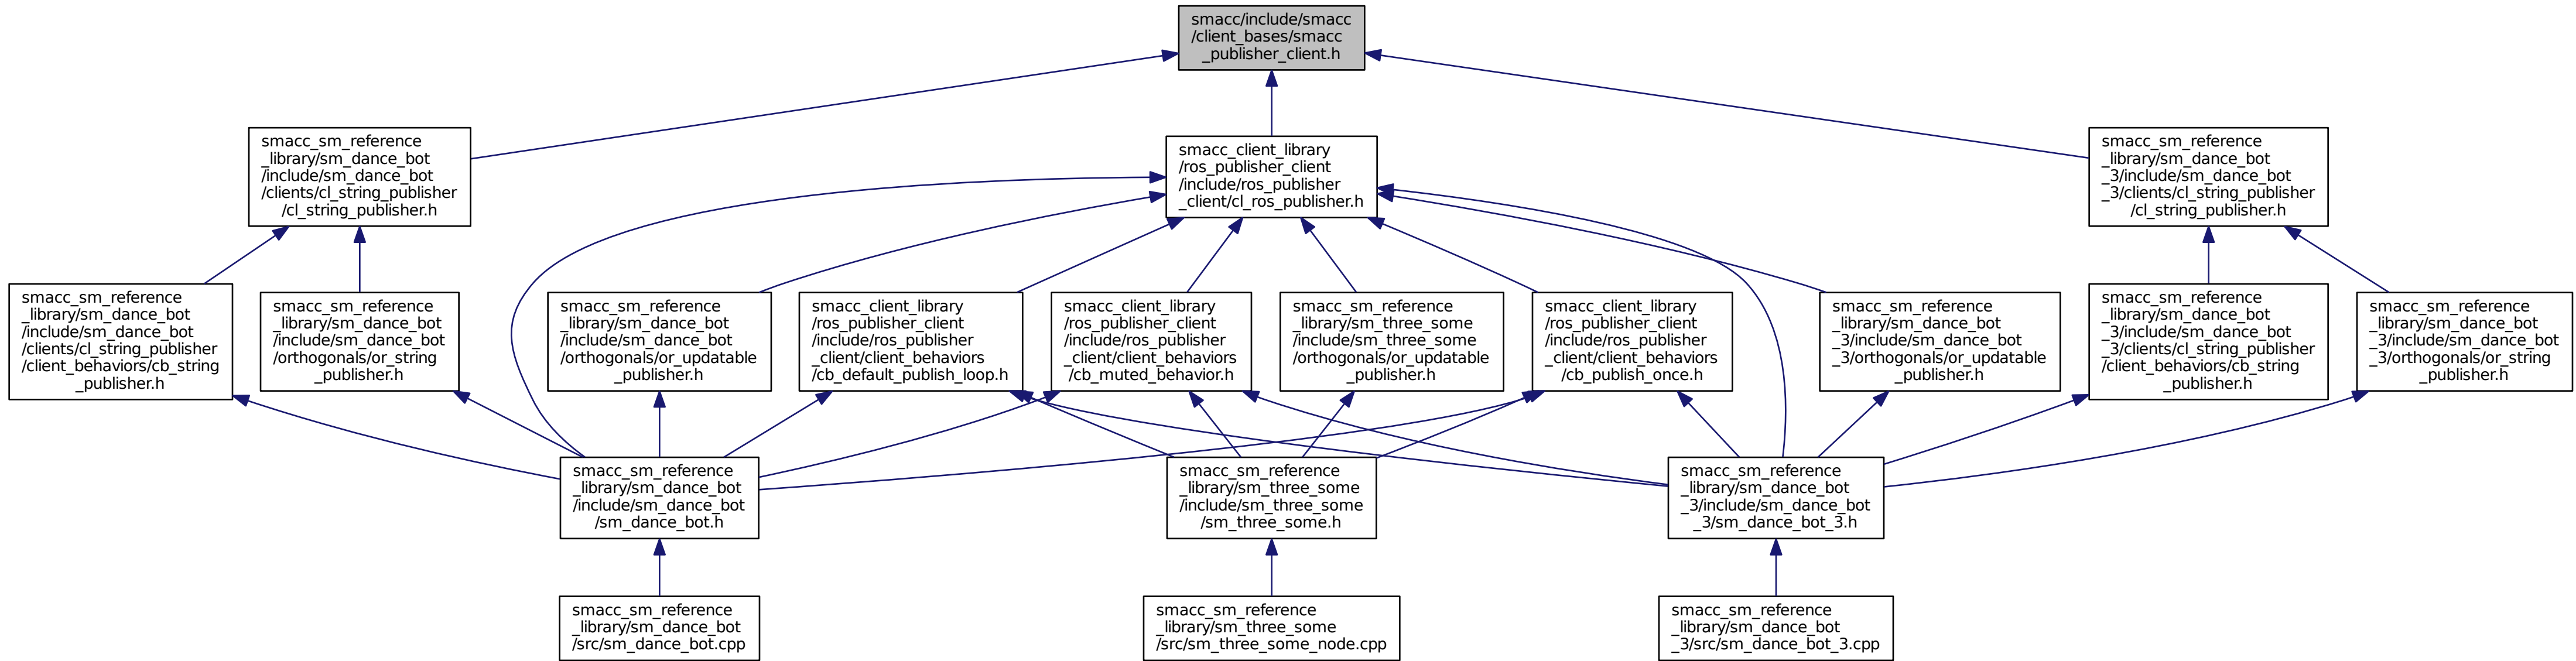 smacc/include/smacc
/client_bases/smacc
_publisher_client.h
smacc_sm_reference
_library/sm_dance_bot
/include/sm_dance_bot
/clients/cl_string_publisher
/cl_string_publisher.h
smacc_client_library
/ros_publisher_client
/include/ros_publisher
_client/cl_ros_publisher.h
smacc_sm_reference
_library/sm_dance_bot
_3/include/sm_dance_bot
_3/clients/cl_string_publisher
/cl_string_publisher.h
smacc_sm_reference
_library/sm_dance_bot
/include/sm_dance_bot
/clients/cl_string_publisher
/client_behaviors/cb_string
_publisher.h
smacc_sm_reference
_library/sm_dance_bot
/include/sm_dance_bot
/orthogonals/or_string
_publisher.h
smacc_sm_reference
_library/sm_dance_bot
/include/sm_dance_bot
/orthogonals/or_updatable
_publisher.h
smacc_client_library
/ros_publisher_client
/include/ros_publisher
_client/client_behaviors
/cb_default_publish_loop.h
smacc_client_library
/ros_publisher_client
/include/ros_publisher
_client/client_behaviors
/cb_muted_behavior.h
smacc_sm_reference
_library/sm_three_some
/include/sm_three_some
/orthogonals/or_updatable
_publisher.h
smacc_client_library
/ros_publisher_client
/include/ros_publisher
_client/client_behaviors
/cb_publish_once.h
smacc_sm_reference
_library/sm_dance_bot
_3/include/sm_dance_bot
_3/orthogonals/or_updatable
_publisher.h
smacc_sm_reference
_library/sm_dance_bot
_3/include/sm_dance_bot
_3/clients/cl_string_publisher
/client_behaviors/cb_string
_publisher.h
smacc_sm_reference
_library/sm_dance_bot
_3/include/sm_dance_bot
_3/orthogonals/or_string
_publisher.h
smacc_sm_reference
_library/sm_dance_bot
/include/sm_dance_bot
/sm_dance_bot.h
smacc_sm_reference
_library/sm_three_some
/include/sm_three_some
/sm_three_some.h
smacc_sm_reference
_library/sm_dance_bot
_3/include/sm_dance_bot
_3/sm_dance_bot_3.h
smacc_sm_reference
_library/sm_dance_bot
/src/sm_dance_bot.cpp
smacc_sm_reference
_library/sm_three_some
/src/sm_three_some_node.cpp
smacc_sm_reference
_library/sm_dance_bot
_3/src/sm_dance_bot_3.cpp